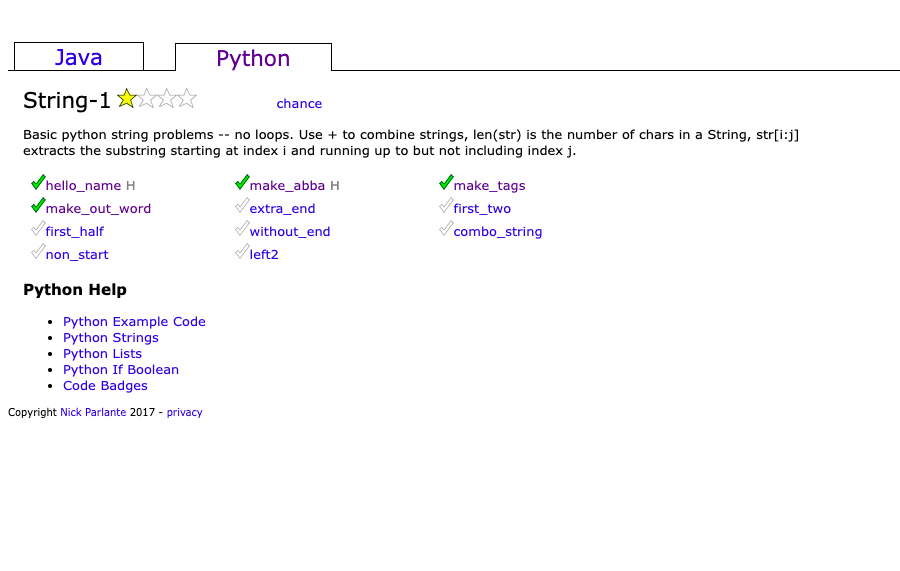 Java Python
String-1 chance
Basic python string problems -- no loops. Use + to combine strings, len(str) is the number of chars in a String, str[i:j]
extracts the substring starting at index i and running up to but not including index j.
hello_name H make_abba H make_tags
make_out_word extra_end first_two
first_half without_end combo_string
non_start left2
Python Help
• Python Example Code
• Python Strings
• Python Lists
• Python If Boolean
• Code Badges
Copyright Nick Parlante 2017 - privacy